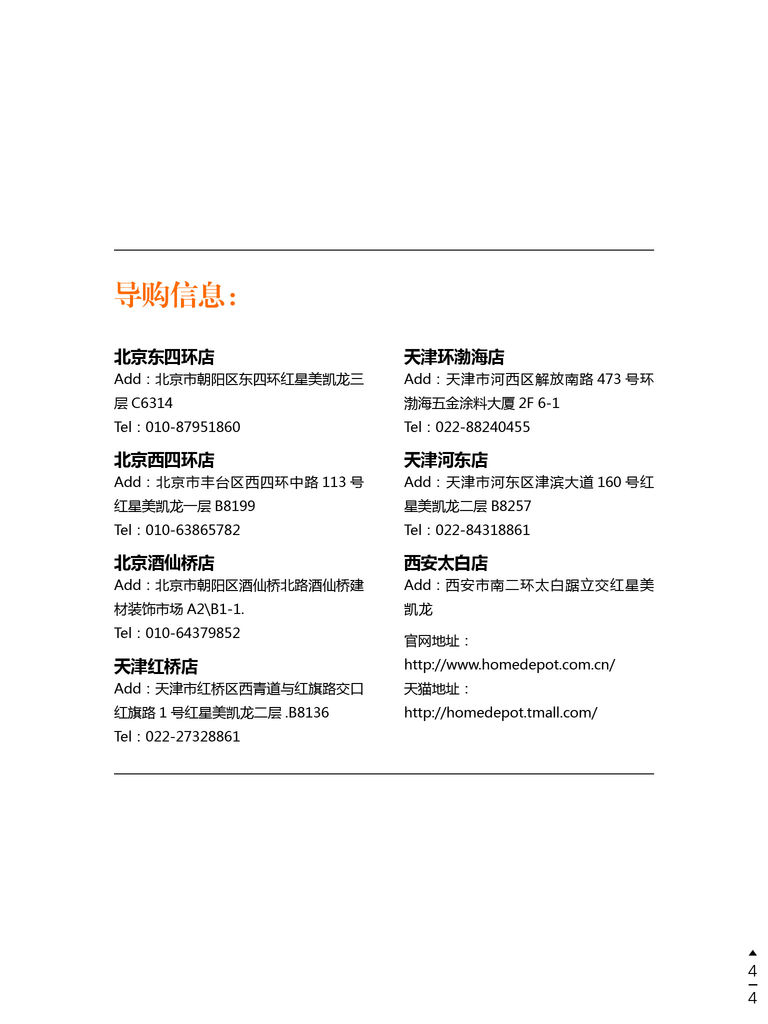 导购信息：
北京东四环店
Add：北京市朝阳区东四环红星美凯龙三
层 C6314
Tel：010-87951860
北京西四环店
Add：北京市丰台区西四环中路 113 号
红星美凯龙一层 B8199
Tel：010-63865782
北京酒仙桥店
Add：北京市朝阳区酒仙桥北路酒仙桥建
材装饰市场 A2\B1-1.
Tel：010-64379852
天津红桥店
Add：天津市红桥区西青道与红旗路交口
红旗路 1 号红星美凯龙二层 .B8136
Tel：022-27328861
天津环渤海店
Add：天津市河西区解放南路 473 号环
渤海五金涂料大厦 2F 6-1
Tel：022-88240455
天津河东店
Add：天津市河东区津滨大道 160 号红
星美凯龙二层 B8257
Tel：022-84318861
西安太白店
Add：西安市南二环太白踞立交红星美
凯龙
官网地址：
http://www.homedepot.com.cn/
天猫地址：
http://homedepot.tmall.com/
4
4